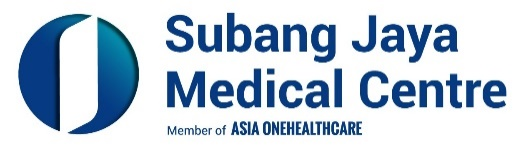 Subang Jaya
Medical Centre
Member of ASIA ONEHEALTHCARE